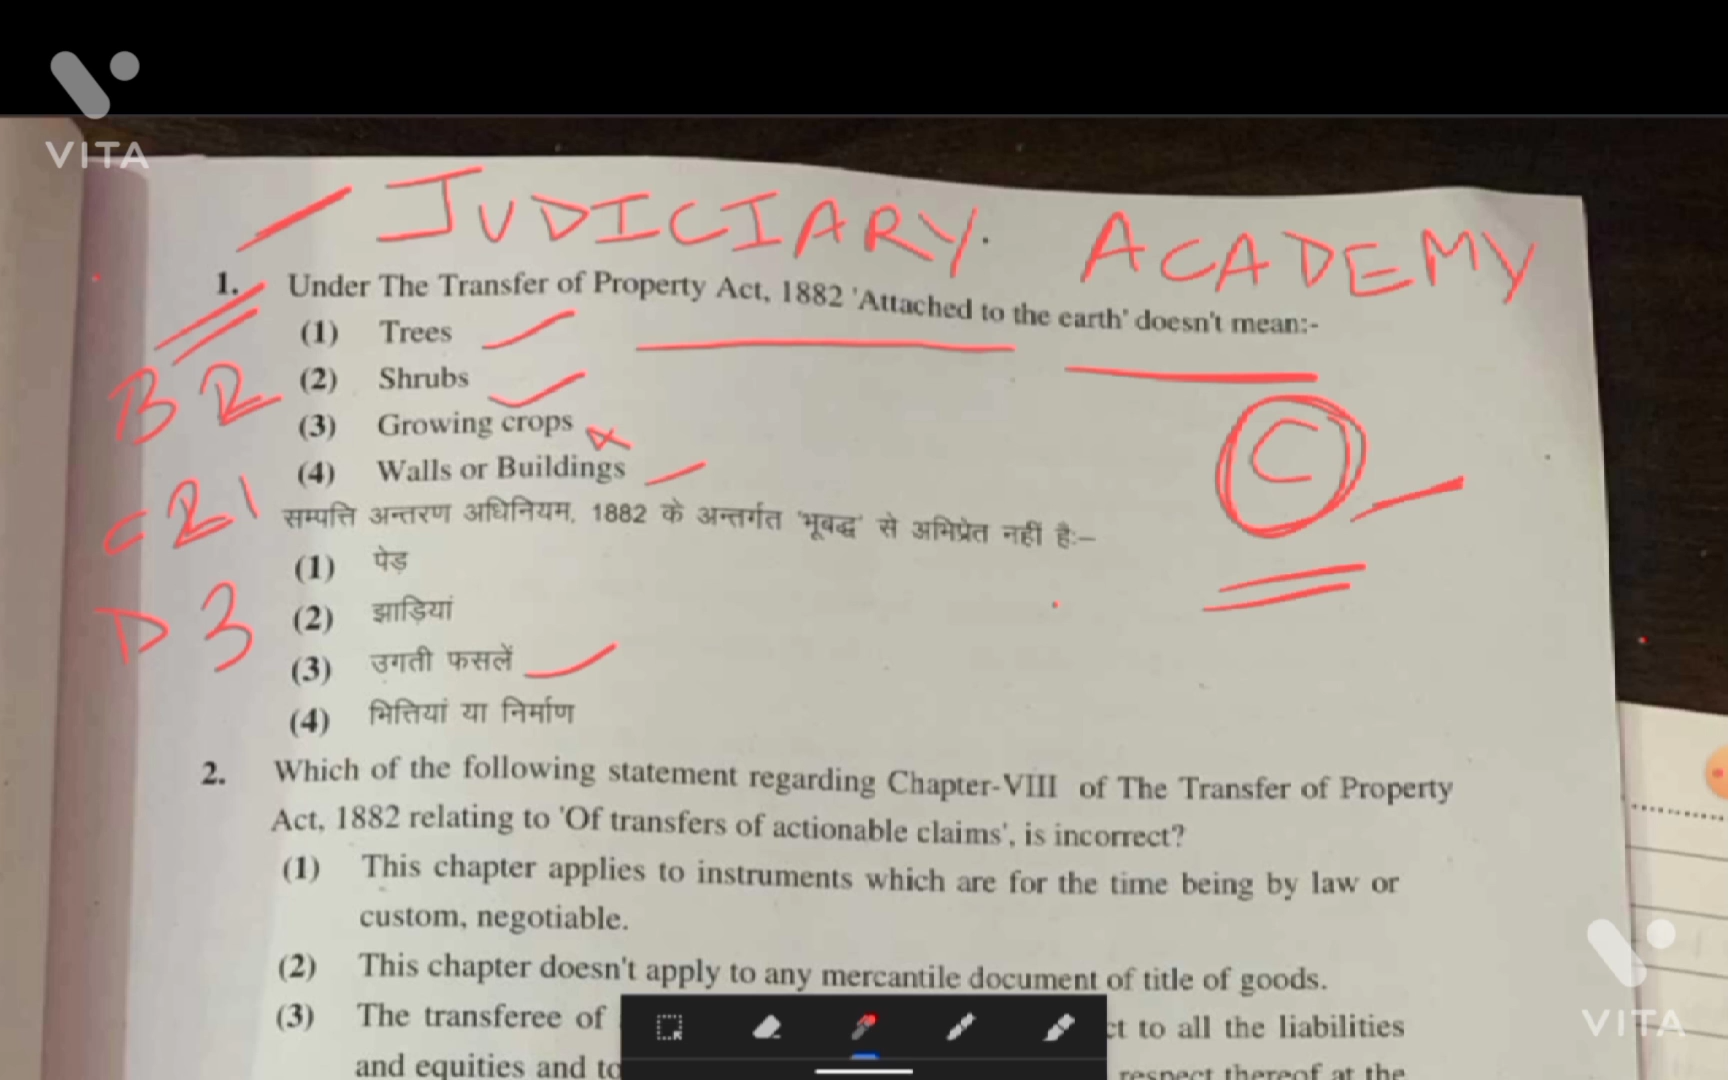 VITA
JUDICIARY ACADEMY
1. Under The Transfer of Property Act, 1882 'Attached to the earth' doesn't mean:-
(1) Trees
(2) Shrubs
B 2
(3) Growing crops
C
(4) Walls or Buildings
C 2 1
सम्पत्ति अन्तरण अधिनियम, 1882 के अन्तर्गत 'भूबद्ध' से अभिप्रेत नहीं है:–
(1) पेड़
(2) झाड़ियां
D 3
(3) उगती फसलें
(4) भित्तियां या निर्माण
2. Which of the following statement regarding Chapter-VIII of The Transfer of Property
Act, 1882 relating to 'Of transfers of actionable claims', is incorrect?
(1) This chapter applies to instruments which are for the time being by law or
custom, negotiable.
(2) This chapter doesn't apply to any mercantile document of title of goods.
(3) The transferee of to all the liabilities
and equities and respect thereof at the
VITA